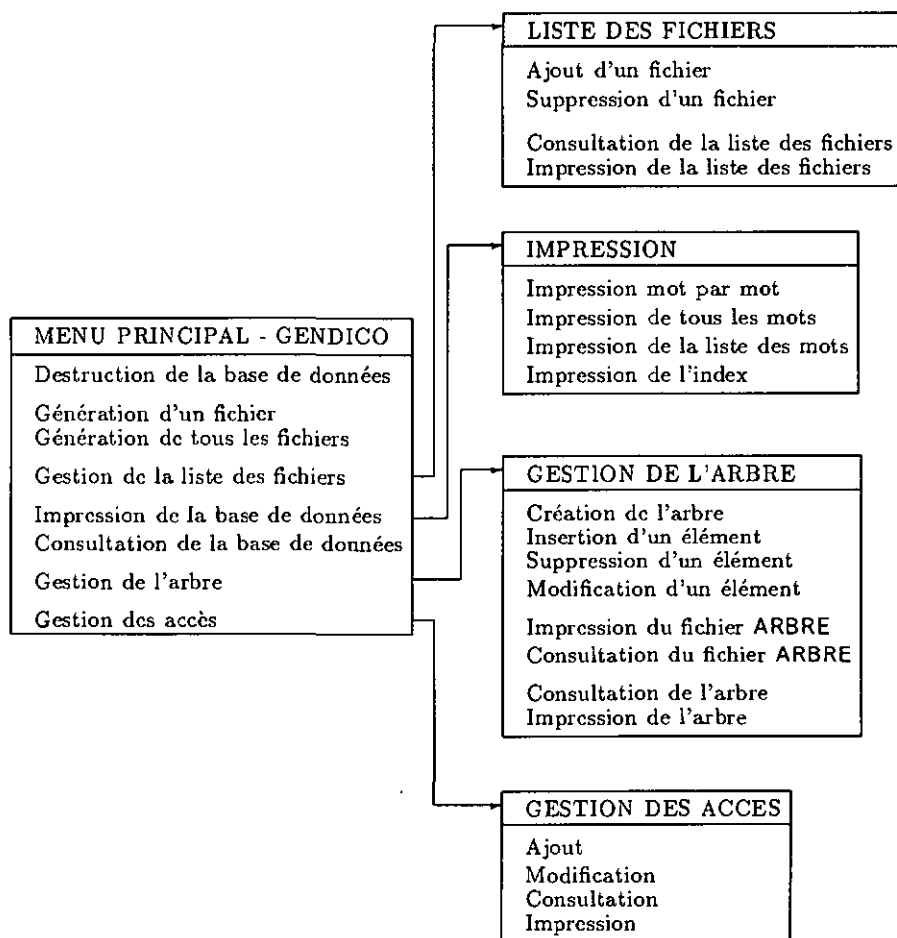 LISTE DES FICHIERS
Ajout d'un fichier
Suppression d'un fichier
Consultation de la liste des fichiers
Impression de la liste des fichiers
IMPRESSION
Impression mot par mot
Impression de tous les mots
Impression de la liste des mots
Impression de l'index
MENU PRINCIPAL - GENDICO
Destruction de la base de données
Génération d'un fichier
Génération de tous les fichiers
Gestion de la liste des fichiers
Impression de la base de données
Consultation de la base de données
Gestion de l'arbre
Gestion des accès
GESTION DE L'ARBRE
Création de l'arbre
Insertion d'un élément
Suppression d'un élément
Modification d'un élément
Impression du fichier ARBRE
Consultation du fichier ARBRE
Consultation de l'arbre
Impression de l'arbre
GESTION DES ACCES
Ajout
Modification
Consultation
Impression